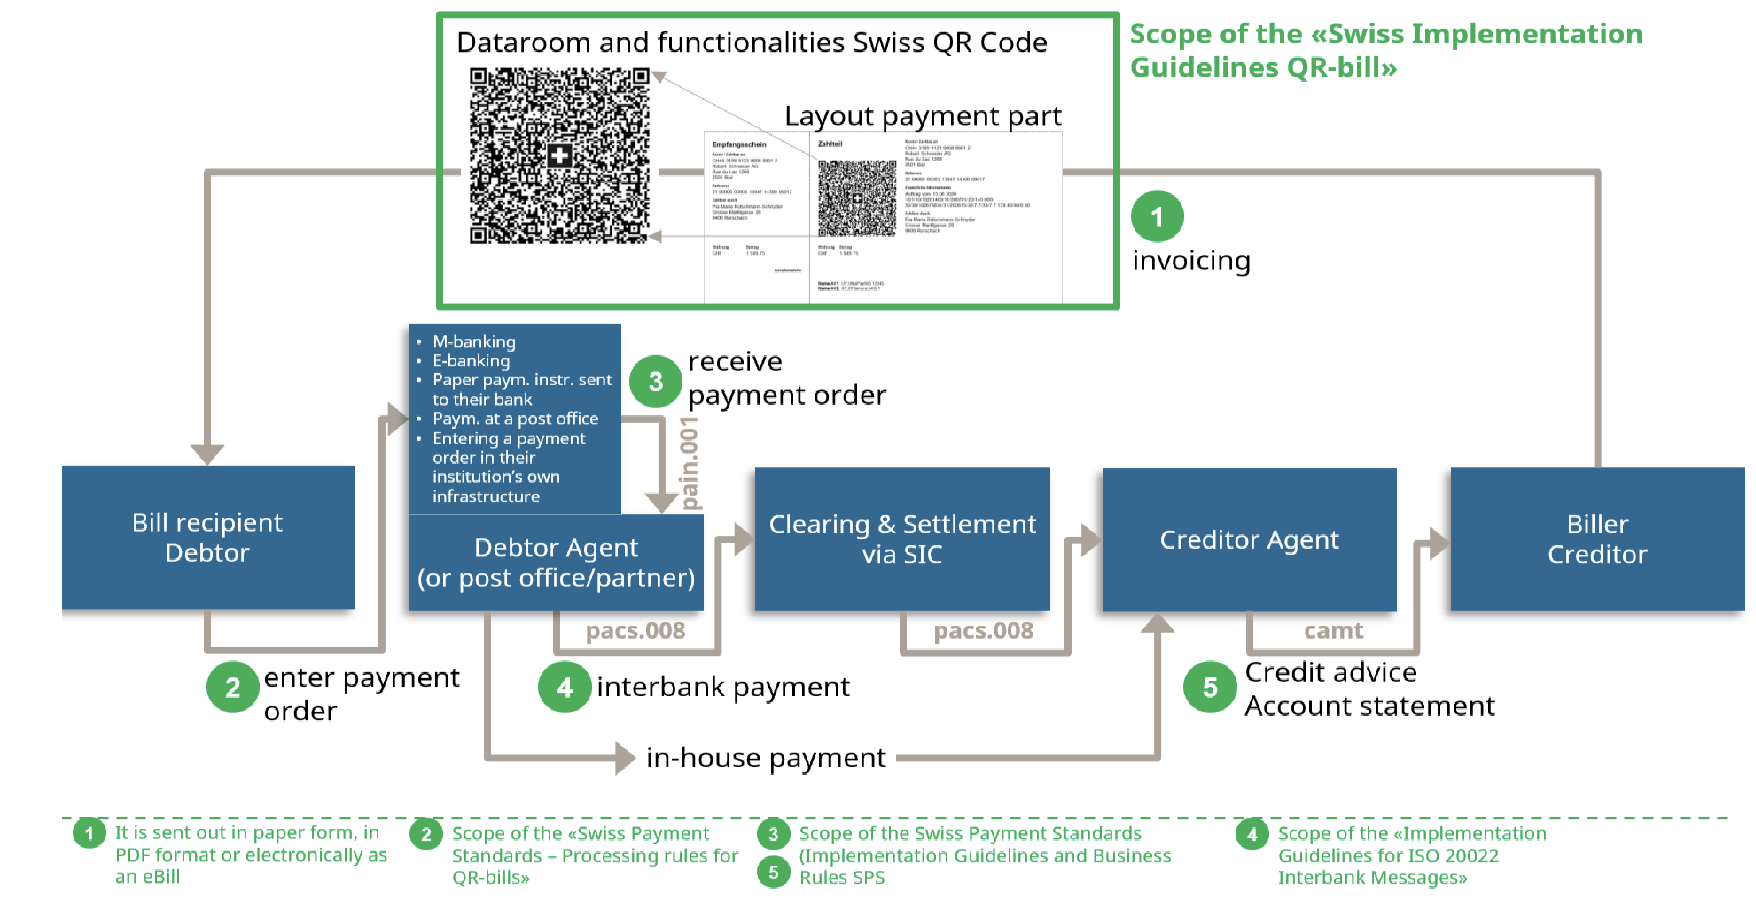 Dataroom and functionalities Swiss QR Code
Scope of the «Swiss Implementation
Guidelines QR-bill»
Layout payment part
Empfangsschein
Zahlteil
1
invoicing
• M-banking
• E-banking
• Paper paym. instr. sent
to their bank
• Paym. at a post office
• Entering a payment
order in their
institution's own
infrastructure
3
receive
payment order
pain.001
Bill recipient
Debtor
Debtor Agent
(or post office/partner)
Clearing & Settlement
via SIC
Creditor Agent
Biller
Creditor
pacs.008
pacs.008
camt
2
enter payment
order
4
interbank payment
5
Credit advice
Account statement
in-house payment
1
It is sent out in paper form, in
PDF format or electronically as
an eBill
2
Scope of the «Swiss Payment
Standards – Processing rules for
QR-bills»
3
5
Scope of the Swiss Payment Standards
(Implementation Guidelines and Business
Rules SPS
4
Scope of the «Implementation
Guidelines for ISO 20022
Interbank Messages»